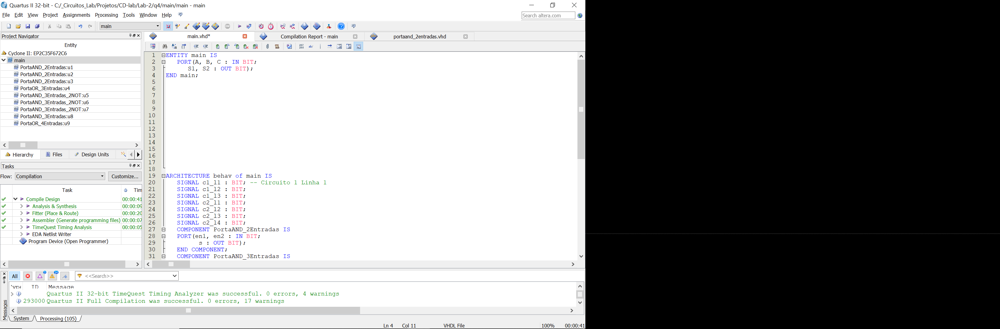 Quartus II 32-bit - C:/_Circuitos_Lab/Projetos/CD-lab/Lab-2/q4/main/main - main
File Edit View Project Assignments Processing Tools Window Help
Search altera.com
main
Project Navigator
Entity
Cyclone II: EP2C35F672C6
main
PortaAND_2Entradas:u1
PortaAND_2Entradas:u2
PortaAND_2Entradas:u3
PortaOR_3Entradas:u4
PortaAND_3Entradas_2NOT:u5
PortaAND_3Entradas_2NOT:u6
PortaAND_3Entradas_2NOT:u7
PortaAND_3Entradas:u8
PortaOR_4Entradas:u9
Hierarchy Files Design Units
Tasks
Flow: Compilation Customize...
Task Tim
Compile Design 00:00:41
Analysis & Synthesis 00:00:09
Fitter (Place & Route) 00:00:20
Assembler (Generate programming files) 00:00:07
TimeQuest Timing Analysis 00:00:05
EDA Netlist Writer
Program Device (Open Programmer)
main.vhd* Compilation Report - main portaand_2entradas.vhd
267
268 ab/
1 ENTITY main IS
2 PORT(A, B, C : IN BIT;
3 S1, S2 : OUT BIT);
4 END main;
5
6
7
8
9
10
11
12
13
14
15
16
17
18
19 ARCHITECTURE behav of main IS
20 SIGNAL c1_l1 : BIT; -- Circuito 1 Linha 1
21 SIGNAL c1_l2 : BIT;
22 SIGNAL c1_l3 : BIT;
23 SIGNAL c2_l1 : BIT;
24 SIGNAL c2_l2 : BIT;
25 SIGNAL c2_l3 : BIT;
26 SIGNAL c2_l4 : BIT;
27 COMPONENT PortaAND_2Entradas IS
28 PORT(en1, en2 : IN BIT;
29 s : OUT BIT);
30 END COMPONENT;
31 COMPONENT PortaAND_3Entradas IS
All 3 14 <<Search>>
Type ID Message
Quartus II 32-bit TimeQuest Timing Analyzer was successful. 0 errors, 4 warnings
293000 Quartus II Full Compilation was successful. 0 errors, 17 warnings
Messages
System Processing (105)
Ln 4 Col 11 VHDL File 100% 00:00:41